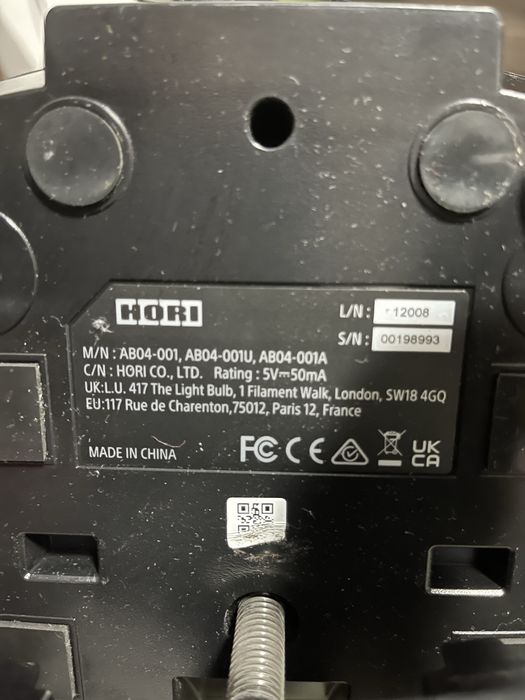 HORI
L/N : 12008
S/N : 00198993
M/N : AB04-001, AB04-001U, AB04-001A
C/N : HORI CO., LTD. Rating : 5V⎓50mA
UK:L.U. 417 The Light Bulb, 1 Filament Walk, London, SW18 4GQ
EU:117 Rue de Charenton,75012, Paris 12, France
MADE IN CHINA FC CE UK CA